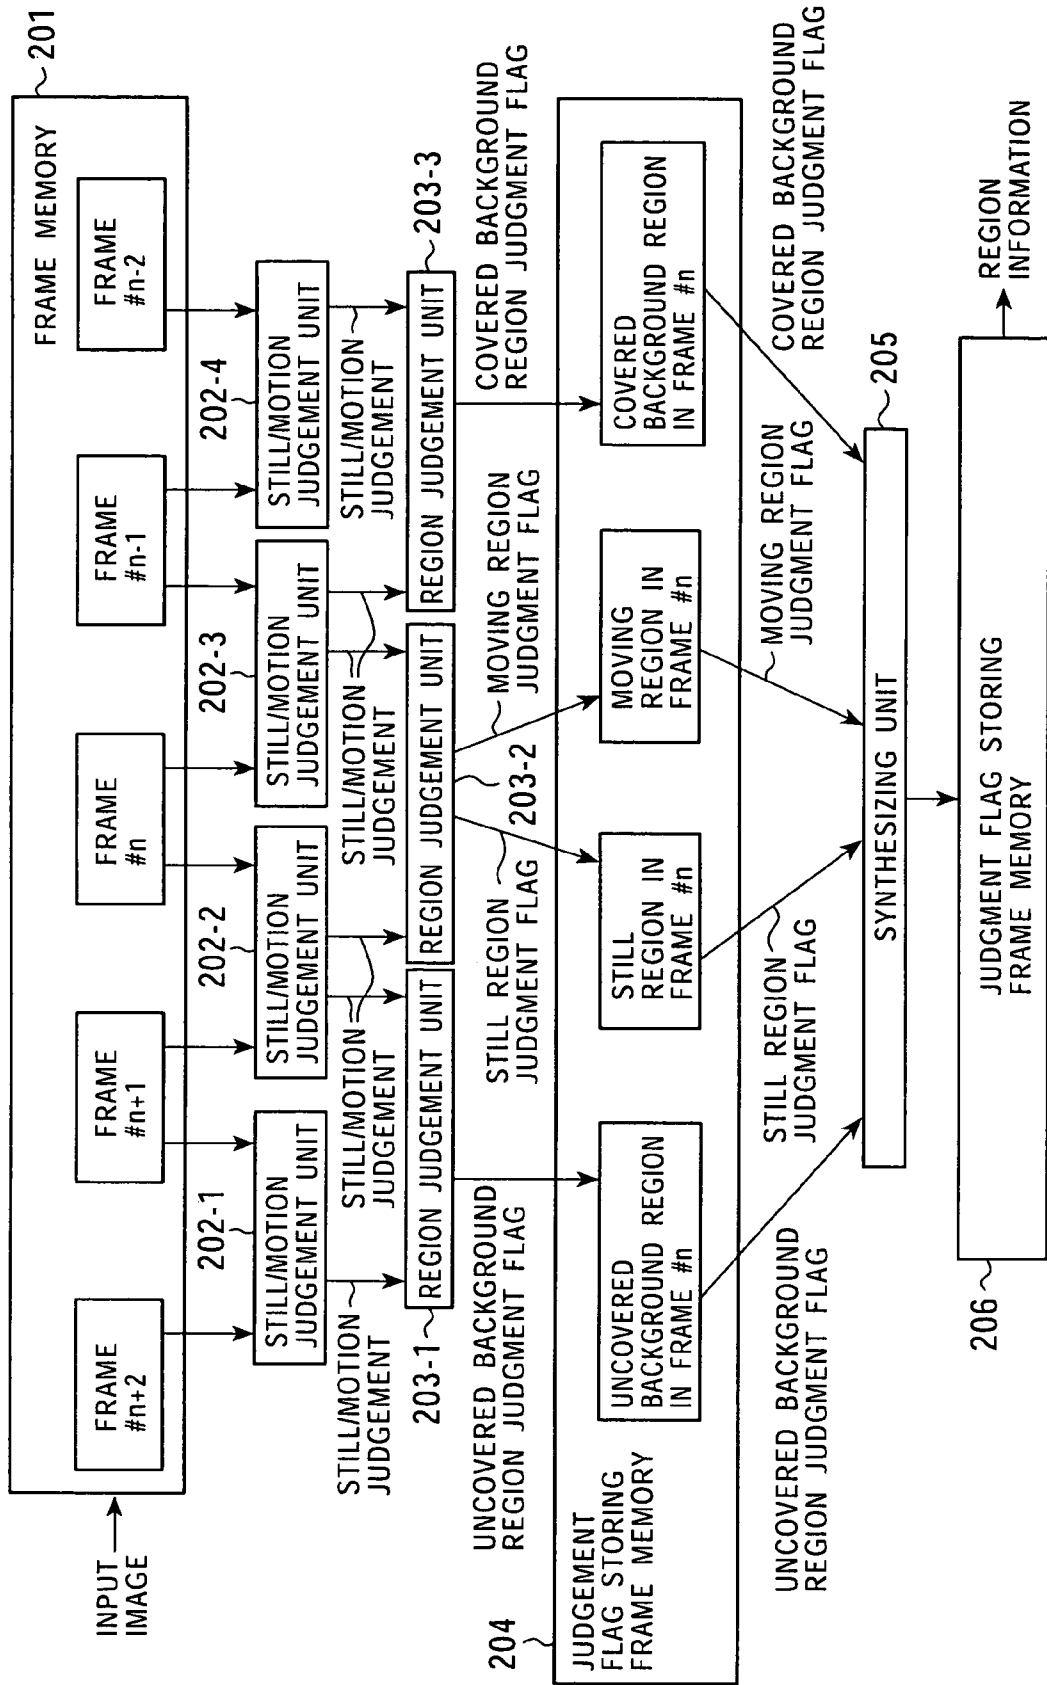 INPUT
IMAGE
FRAME MEMORY
201
FRAME
#n+2
FRAME
#n+1
FRAME
#n
FRAME
#n-1
FRAME
#n-2
202-1
202-2
202-3
202-4
STILL/MOTION
JUDGEMENT UNIT
STILL/MOTION
JUDGEMENT UNIT
STILL/MOTION
JUDGEMENT UNIT
STILL/MOTION
JUDGEMENT UNIT
STILL/MOTION
JUDGEMENT
STILL/MOTION
JUDGEMENT
STILL/MOTION
JUDGEMENT
STILL/MOTION
JUDGEMENT
203-1
REGION JUDGEMENT UNIT
REGION JUDGEMENT UNIT
REGION JUDGEMENT UNIT
203-3
203-2
UNCOVERED BACKGROUND
REGION JUDGMENT FLAG
STILL REGION
JUDGMENT FLAG
MOVING REGION
JUDGMENT FLAG
COVERED BACKGROUND
REGION JUDGMENT FLAG
204
JUDGEMENT
FLAG STORING
FRAME MEMORY
UNCOVERED
BACKGROUND REGION
IN FRAME #n
STILL
REGION IN
FRAME #n
MOVING
REGION IN
FRAME #n
COVERED
BACKGROUND REGION
IN FRAME #n
UNCOVERED BACKGROUND
REGION JUDGMENT FLAG
STILL REGION
JUDGMENT FLAG
MOVING REGION
JUDGMENT FLAG
COVERED BACKGROUND
REGION JUDGMENT FLAG
SYNTHESIZING UNIT
205
206
JUDGMENT FLAG STORING
FRAME MEMORY
REGION
INFORMATION